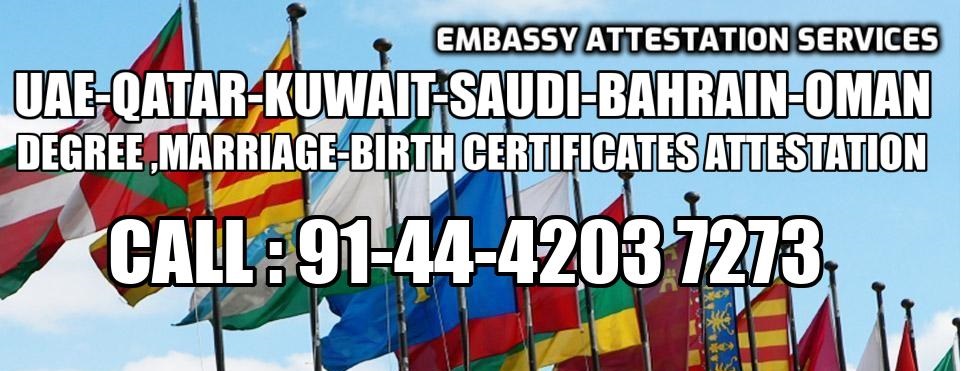 EMBASSY ATTESTATION SERVICES
UAE-QATAR-KUWAIT-SAUDI-BAHRAIN-OMAN
DEGREE ,MARRIAGE-BIRTH CERTIFICATES ATTESTATION
CALL : 91-44-4203 7273